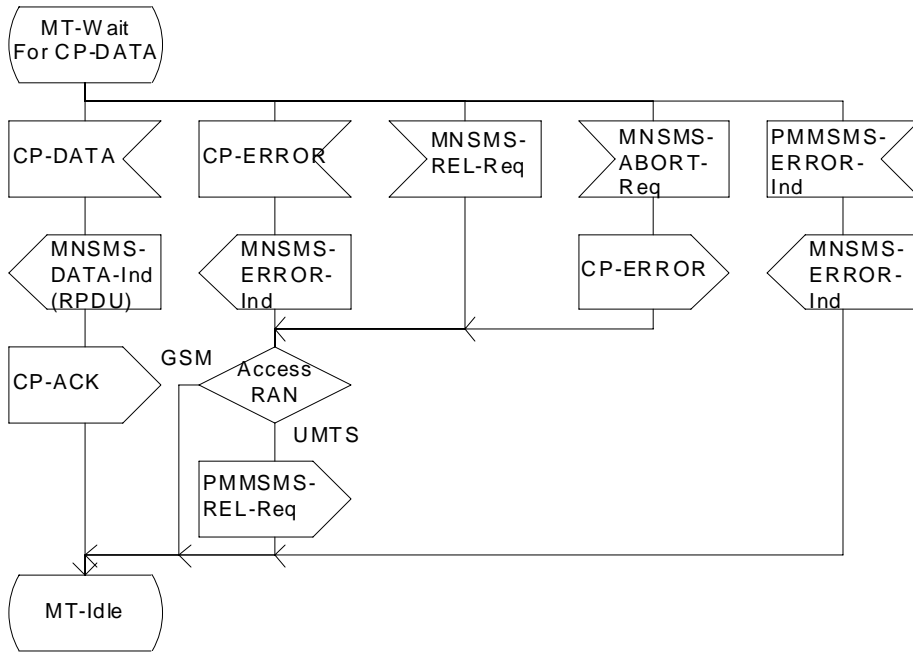 MT-Wait
For CP-DATA
CP-DATA
CP-ERROR
MNSMS-
REL-Req
MNSMS-
ABORT-
Req
PMMSMS-
ERROR-
Ind
MNSMS-
DATA-Ind
(RPDU)
MNSMS-
ERROR-
Ind
CP-ERROR
MNSMS-
ERROR-
Ind
CP-ACK
GSM
Access
RAN
UMTS
PMMSMS-
REL-Req
MT-Idle